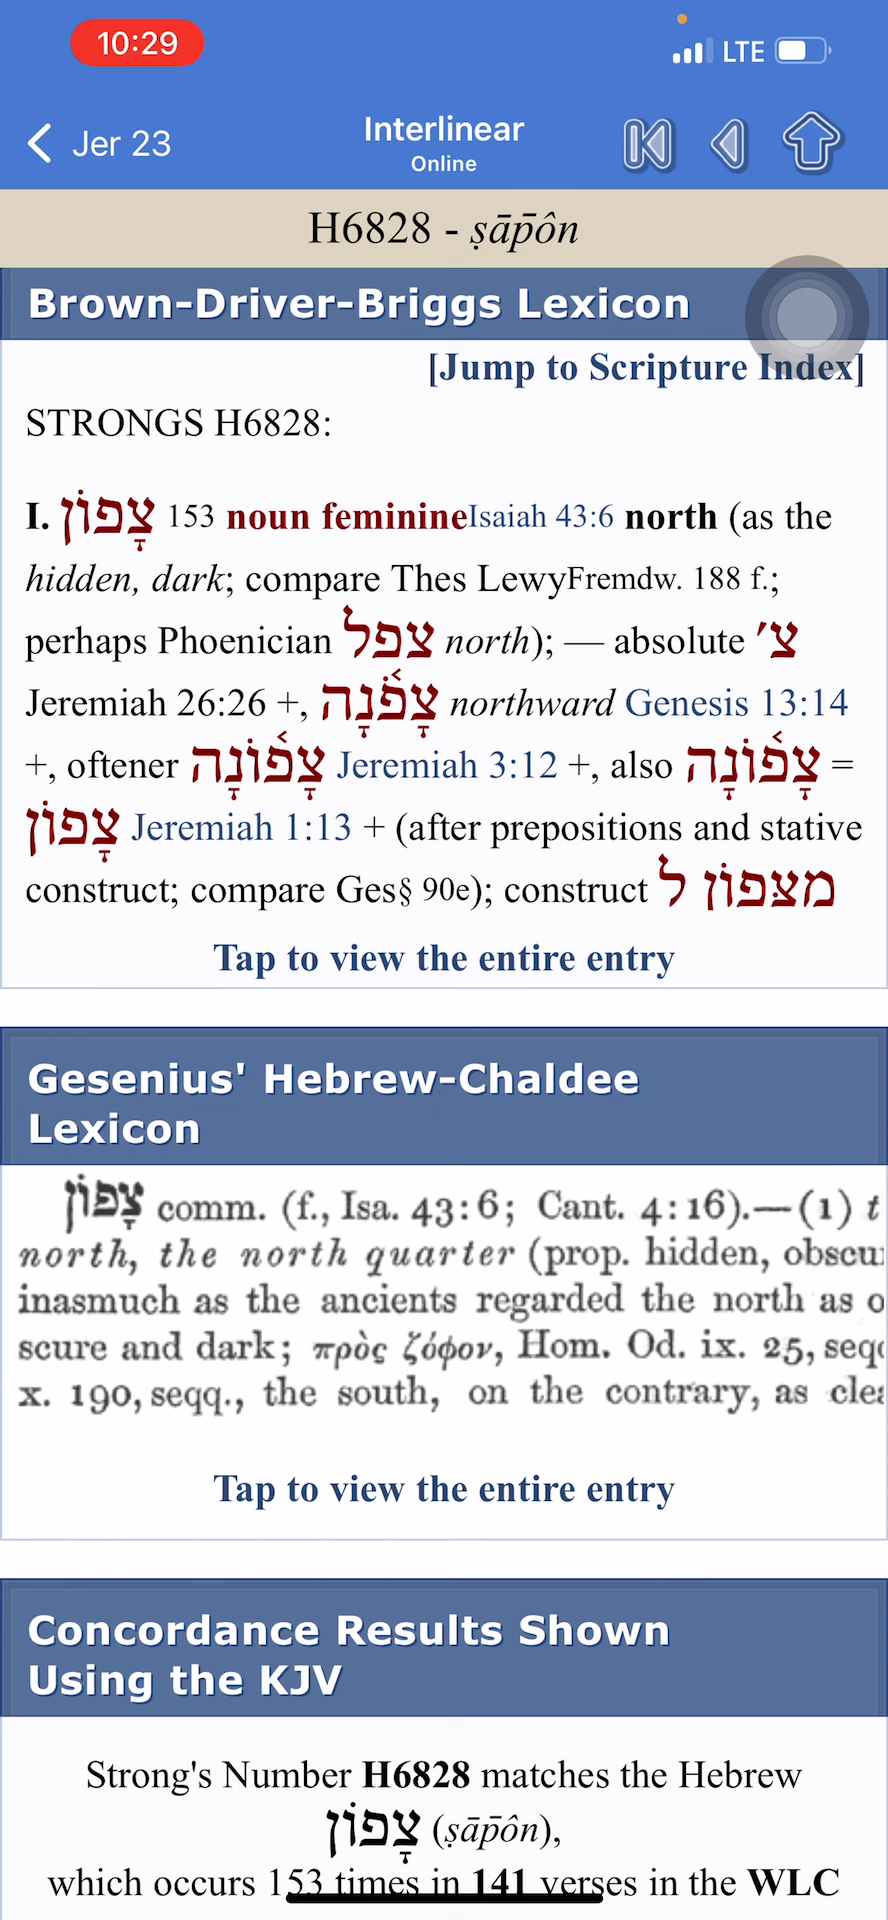 10:29
LTE
Jer 23
Interlinear
Online
H6828 - ṣāp̄ôn
Brown-Driver-Briggs Lexicon
[Jump to Scripture Index]
STRONGS H6828:
I. צָפוֹן 153 noun feminineIsaiah 43:6 north (as the
hidden, dark; compare Thes LewyFremdw. 188 f.;
perhaps Phoenician צפל north); — absolute צ׳
Jeremiah 26:26 +, צָפֹ֫נָה northward Genesis 13:14
+, oftener צָפ֫וֹנָה Jeremiah 3:12 +, also צָפ֫וֹנָה =
צָפוֹן Jeremiah 1:13 + (after prepositions and stative
construct; compare Ges§ 90e); construct מצּפון ל
Tap to view the entire entry
Gesenius' Hebrew-Chaldee
Lexicon
צָפוֹן comm. (f., Isa. 43:6; Cant. 4:16).—(1)
north, the north quarter (prop. hidden,
inasmuch as the ancients regarded the north as
scure and dark; πρὸς ζόφον, Hom. Od. ix. 25,
x. 190, seqq., the south, on the contrary, as
Tap to view the entire entry
Concordance Results Shown
Using the KJV
Strong's Number H6828 matches the Hebrew
צָפוֹן (ṣāp̄ôn),
which occurs 153 times in 141 verses in the WLC